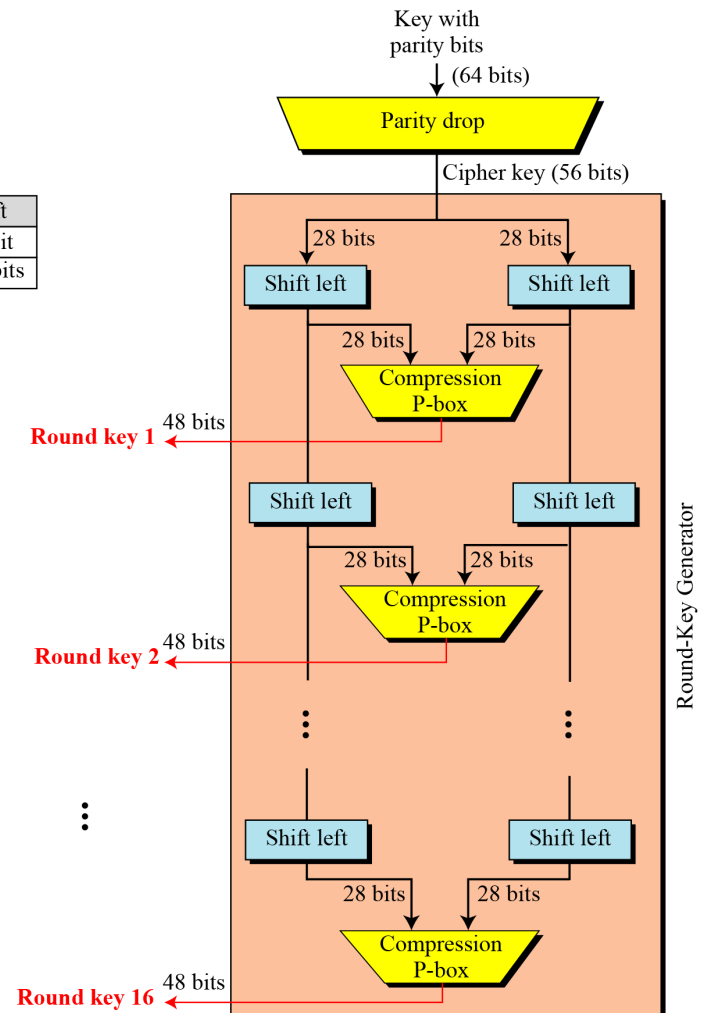 Key with
parity bits
(64 bits)
Parity drop
Cipher key (56 bits)
28 bits 28 bits
Shift left Shift left
28 bits 28 bits
Compression
P-box
48 bits
Round key 1
Shift left Shift left
28 bits 28 bits
Compression
P-box
48 bits
Round key 2
Shift left Shift left
28 bits 28 bits
Compression
P-box
48 bits
Round key 16
Round-Key Generator